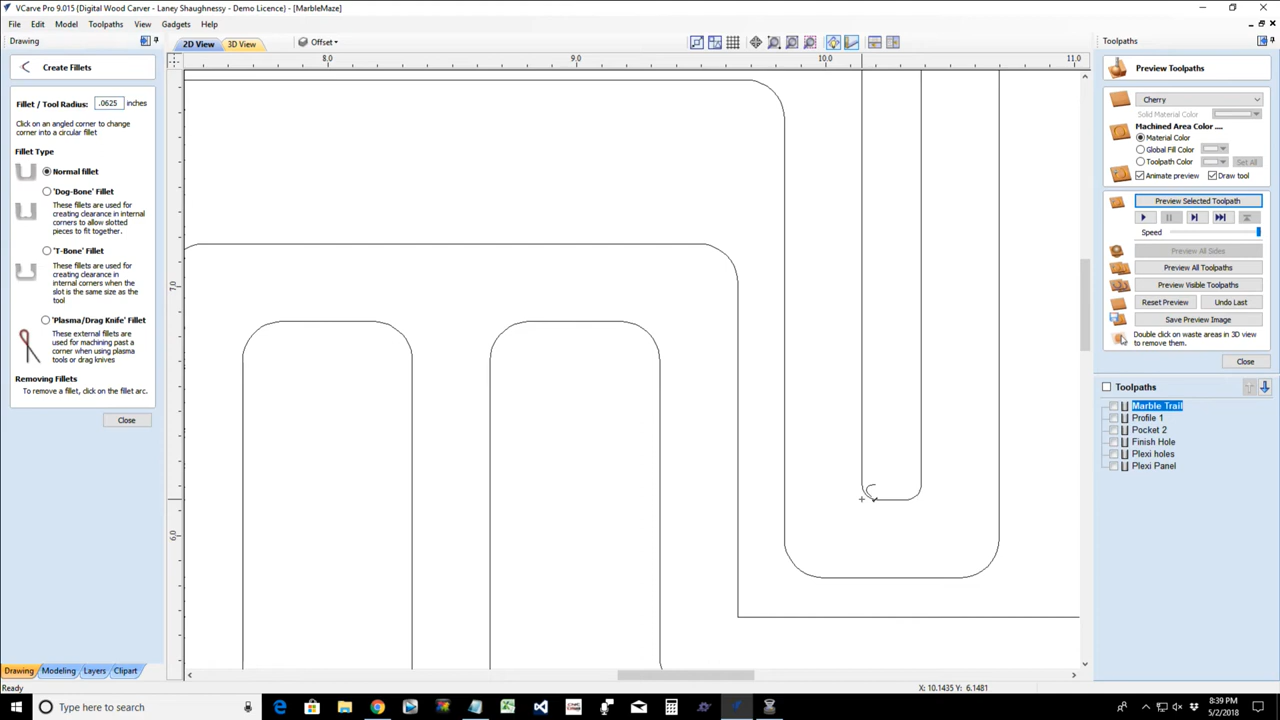 VCarve Pro 9.015 {Digital Wood Carver - Laney Shaughnessy - Demo Licence} - [MarbleMaze]
File Edit Model Toolpaths View Gadgets Help
Drawing
2D View
3D View
Offset
Toolpaths
8.0
9.0
10.0
11.0
7.0
6.0
Create Fillets
Fillet / Tool Radius: .0625 inches
Click on an angled corner to change
corner into a circular fillet
Fillet Type
Normal fillet
'Dog-Bone' Fillet
These fillets are used for
creating clearance in internal
corners to allow slotted
pieces to fit together.
'T-Bone' Fillet
These fillets are used for
creating clearance in
internal corners when the
slot is the same size as the
tool
'Plasma/Drag Knife' Fillet
These external fillets are
used for machining past a
corner when using plasma
tools or drag knifes
Removing Fillets
To remove a fillet, click on the fillet arc.
Close
Preview Toolpaths
Cherry
Solid Material Color
Machined Area Color ....
Material Color
Global Fill Color
Toolpath Color
Set All
Animate preview
Draw tool
Preview Selected Toolpath
Speed
Preview All Sides
Preview All Toolpaths
Preview Visible Toolpaths
Reset Preview
Undo Last
Save Preview Image
Double click on waste areas in 3D view
to remove them.
Close
Toolpaths
Marble Trail
Profile 1
Pocket 2
Finish Hole
Plexi holes
Plexi Panel
Drawing
Modeling
Layers
Clipart
Ready
X: 10.1435 Y: 6.1481
Type here to search
8:39 PM
5/2/2018